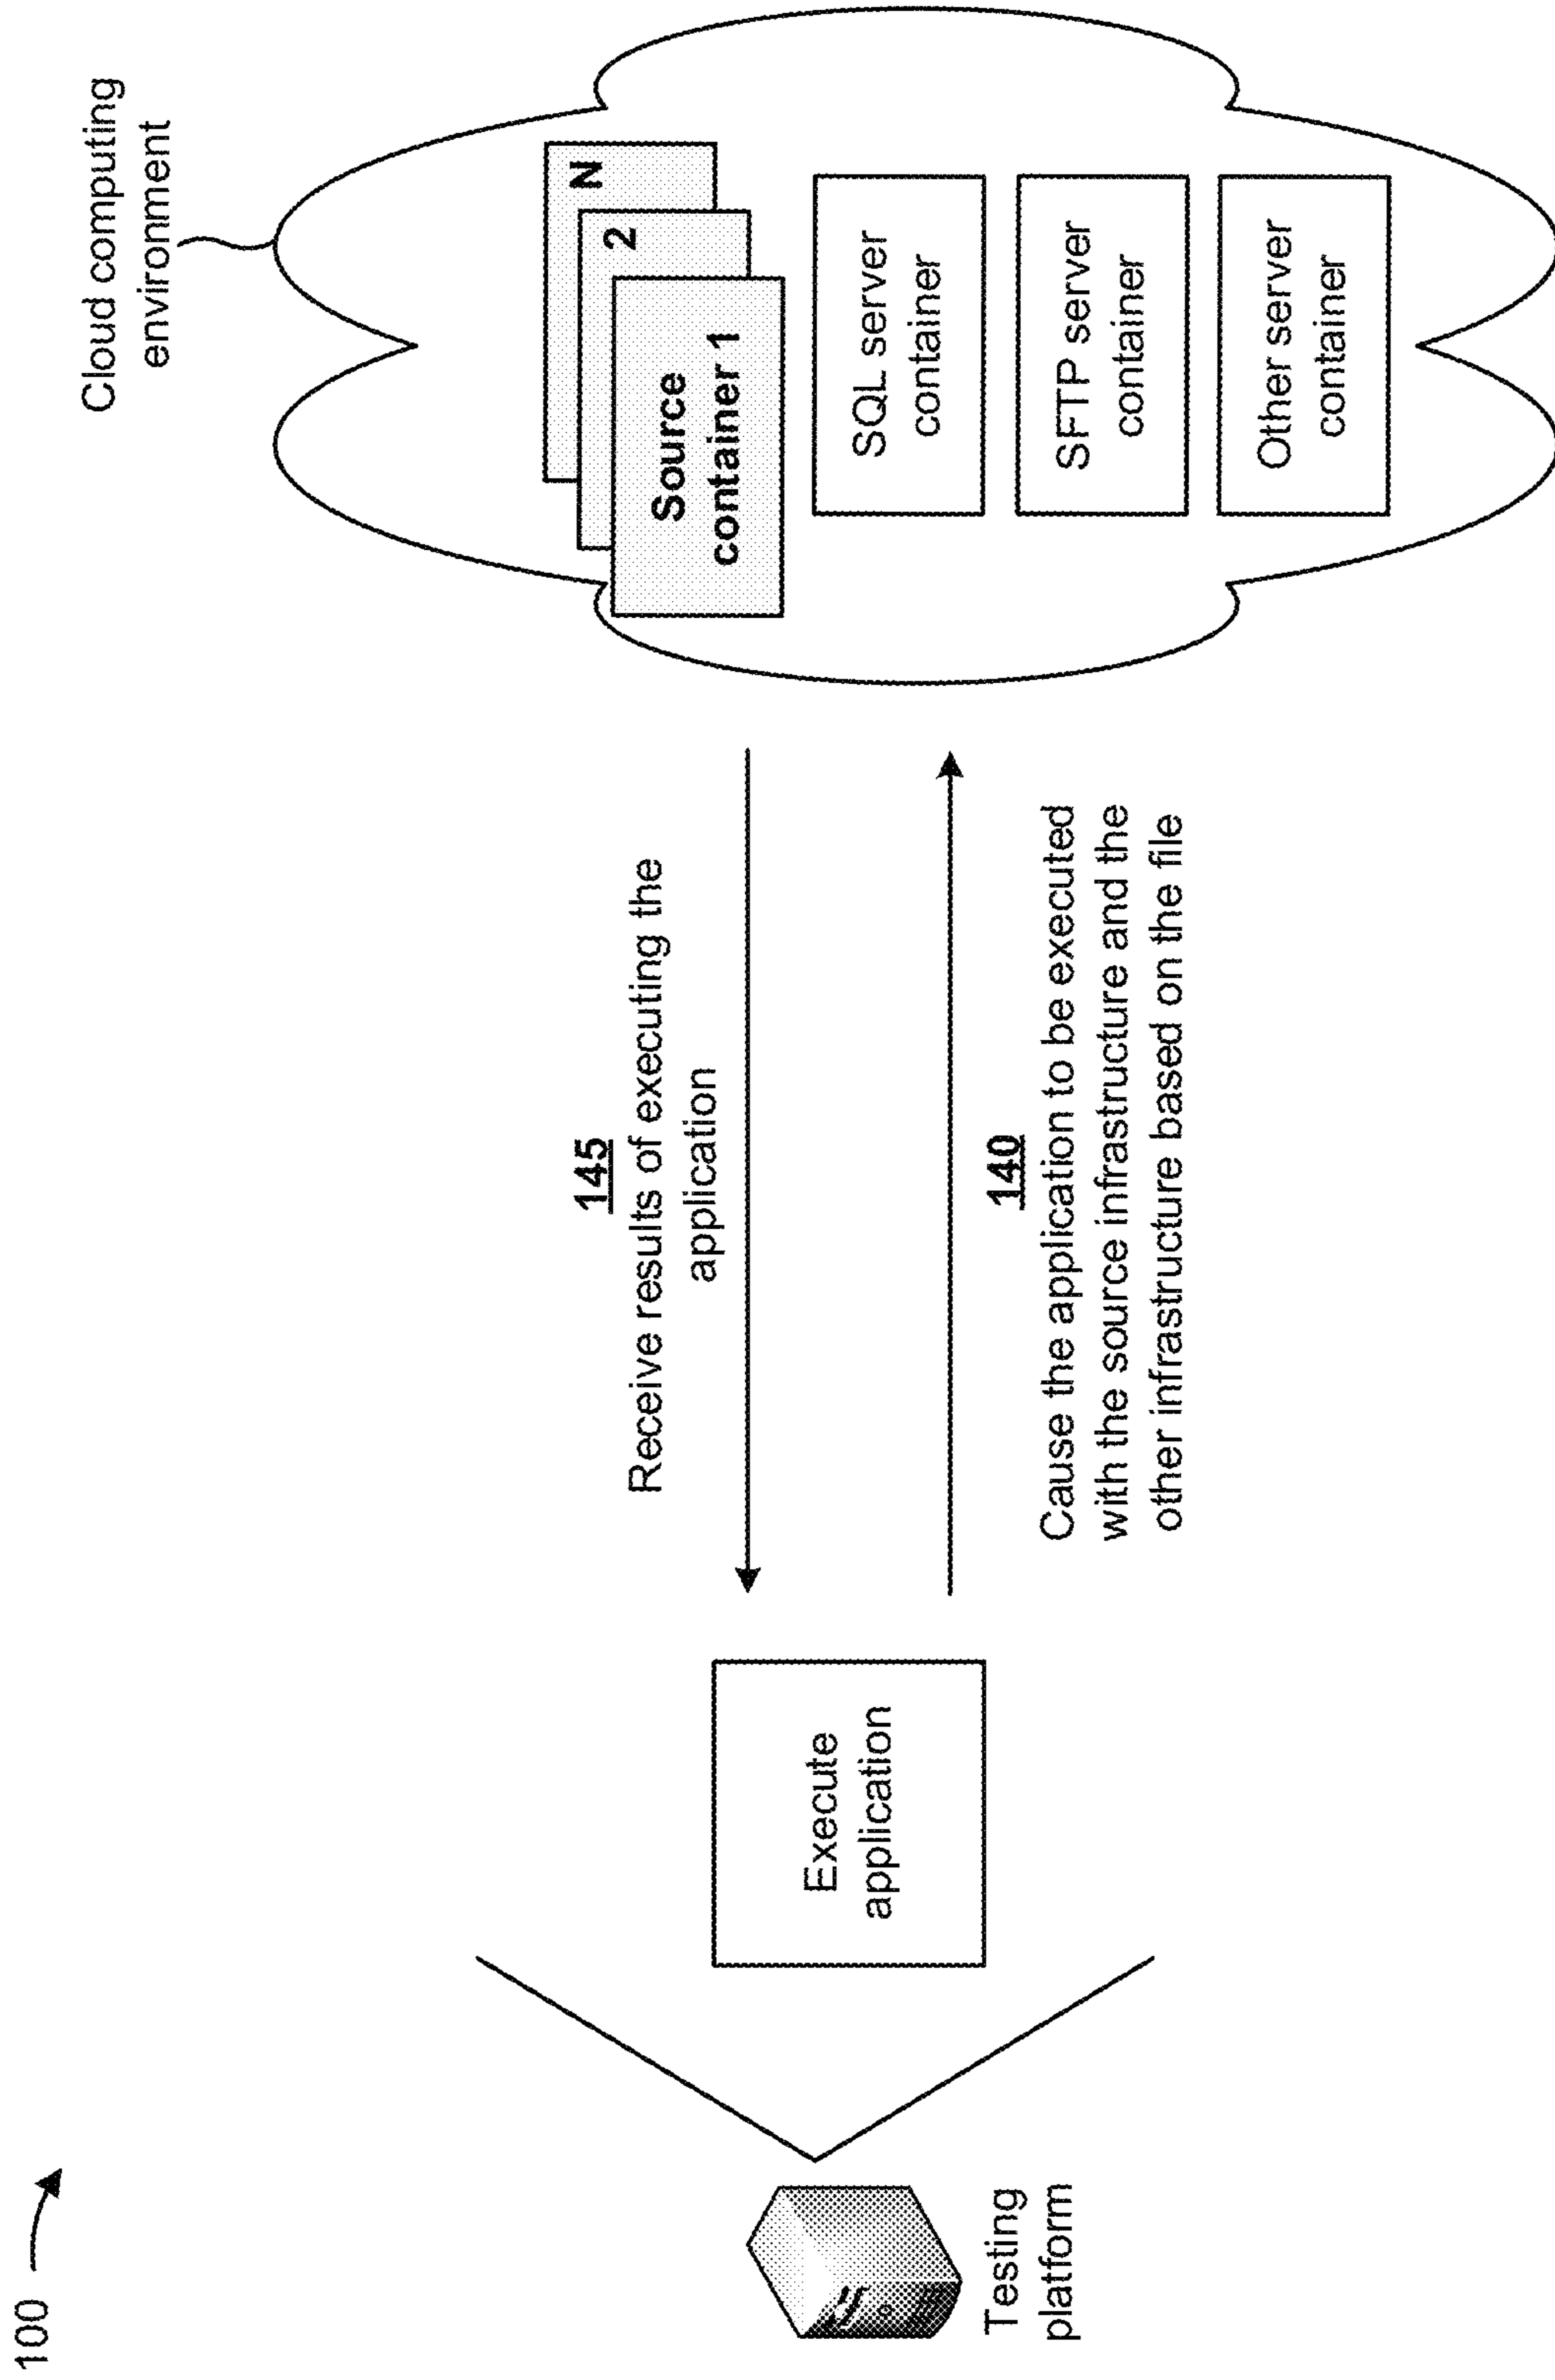 100
Cloud computing
environment
N
2
Source
container 1
SQL server
container
SFTP server
container
Other server
container
145
Receive results of executing the
application
140
Cause the application to be executed
with the source infrastructure and the
other infrastructure based on the file
Execute
application
Testing
platform